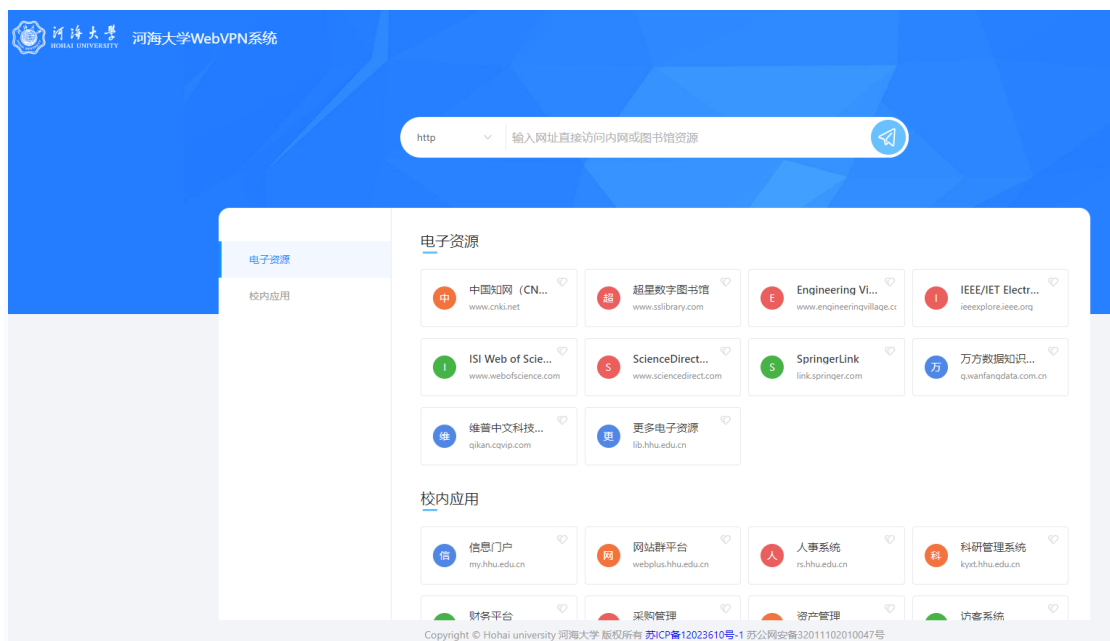 河海大學
HOHAI UNIVERSITY
河海大学WebVPN系统
http
输入网址直接访问内网或图书馆资源
电子资源
校内应用
电子资源
中
中国知网（CN...
www.cnki.net
超
超星数字图书馆
www.sslibrary.com
E
Engineering Vi...
www.engineeringvillage.cc
I
IEEE/IET Electr...
ieeexplore.ieee.org
I
ISI Web of Scie...
www.webofscience.com
S
ScienceDirect...
www.sciencedirect.com
S
SpringerLink
link.springer.com
万
万方数据知识...
g.wanfangdata.com.cn
维
维普中文科技...
qikan.cqvip.com
更
更多电子资源
lib.hhu.edu.cn
校内应用
信
信息门户
my.hhu.edu.cn
网
网站群平台
webplus.hhu.edu.cn
人
人事系统
rs.hhu.edu.cn
科
科研管理系统
kyxt.hhu.edu.cn
财务平台
采购管理
资产管理
访客系统
Copyright © Hohai university 河海大学 版权所有 苏ICP备12023610号-1 苏公网安备32011102010047号